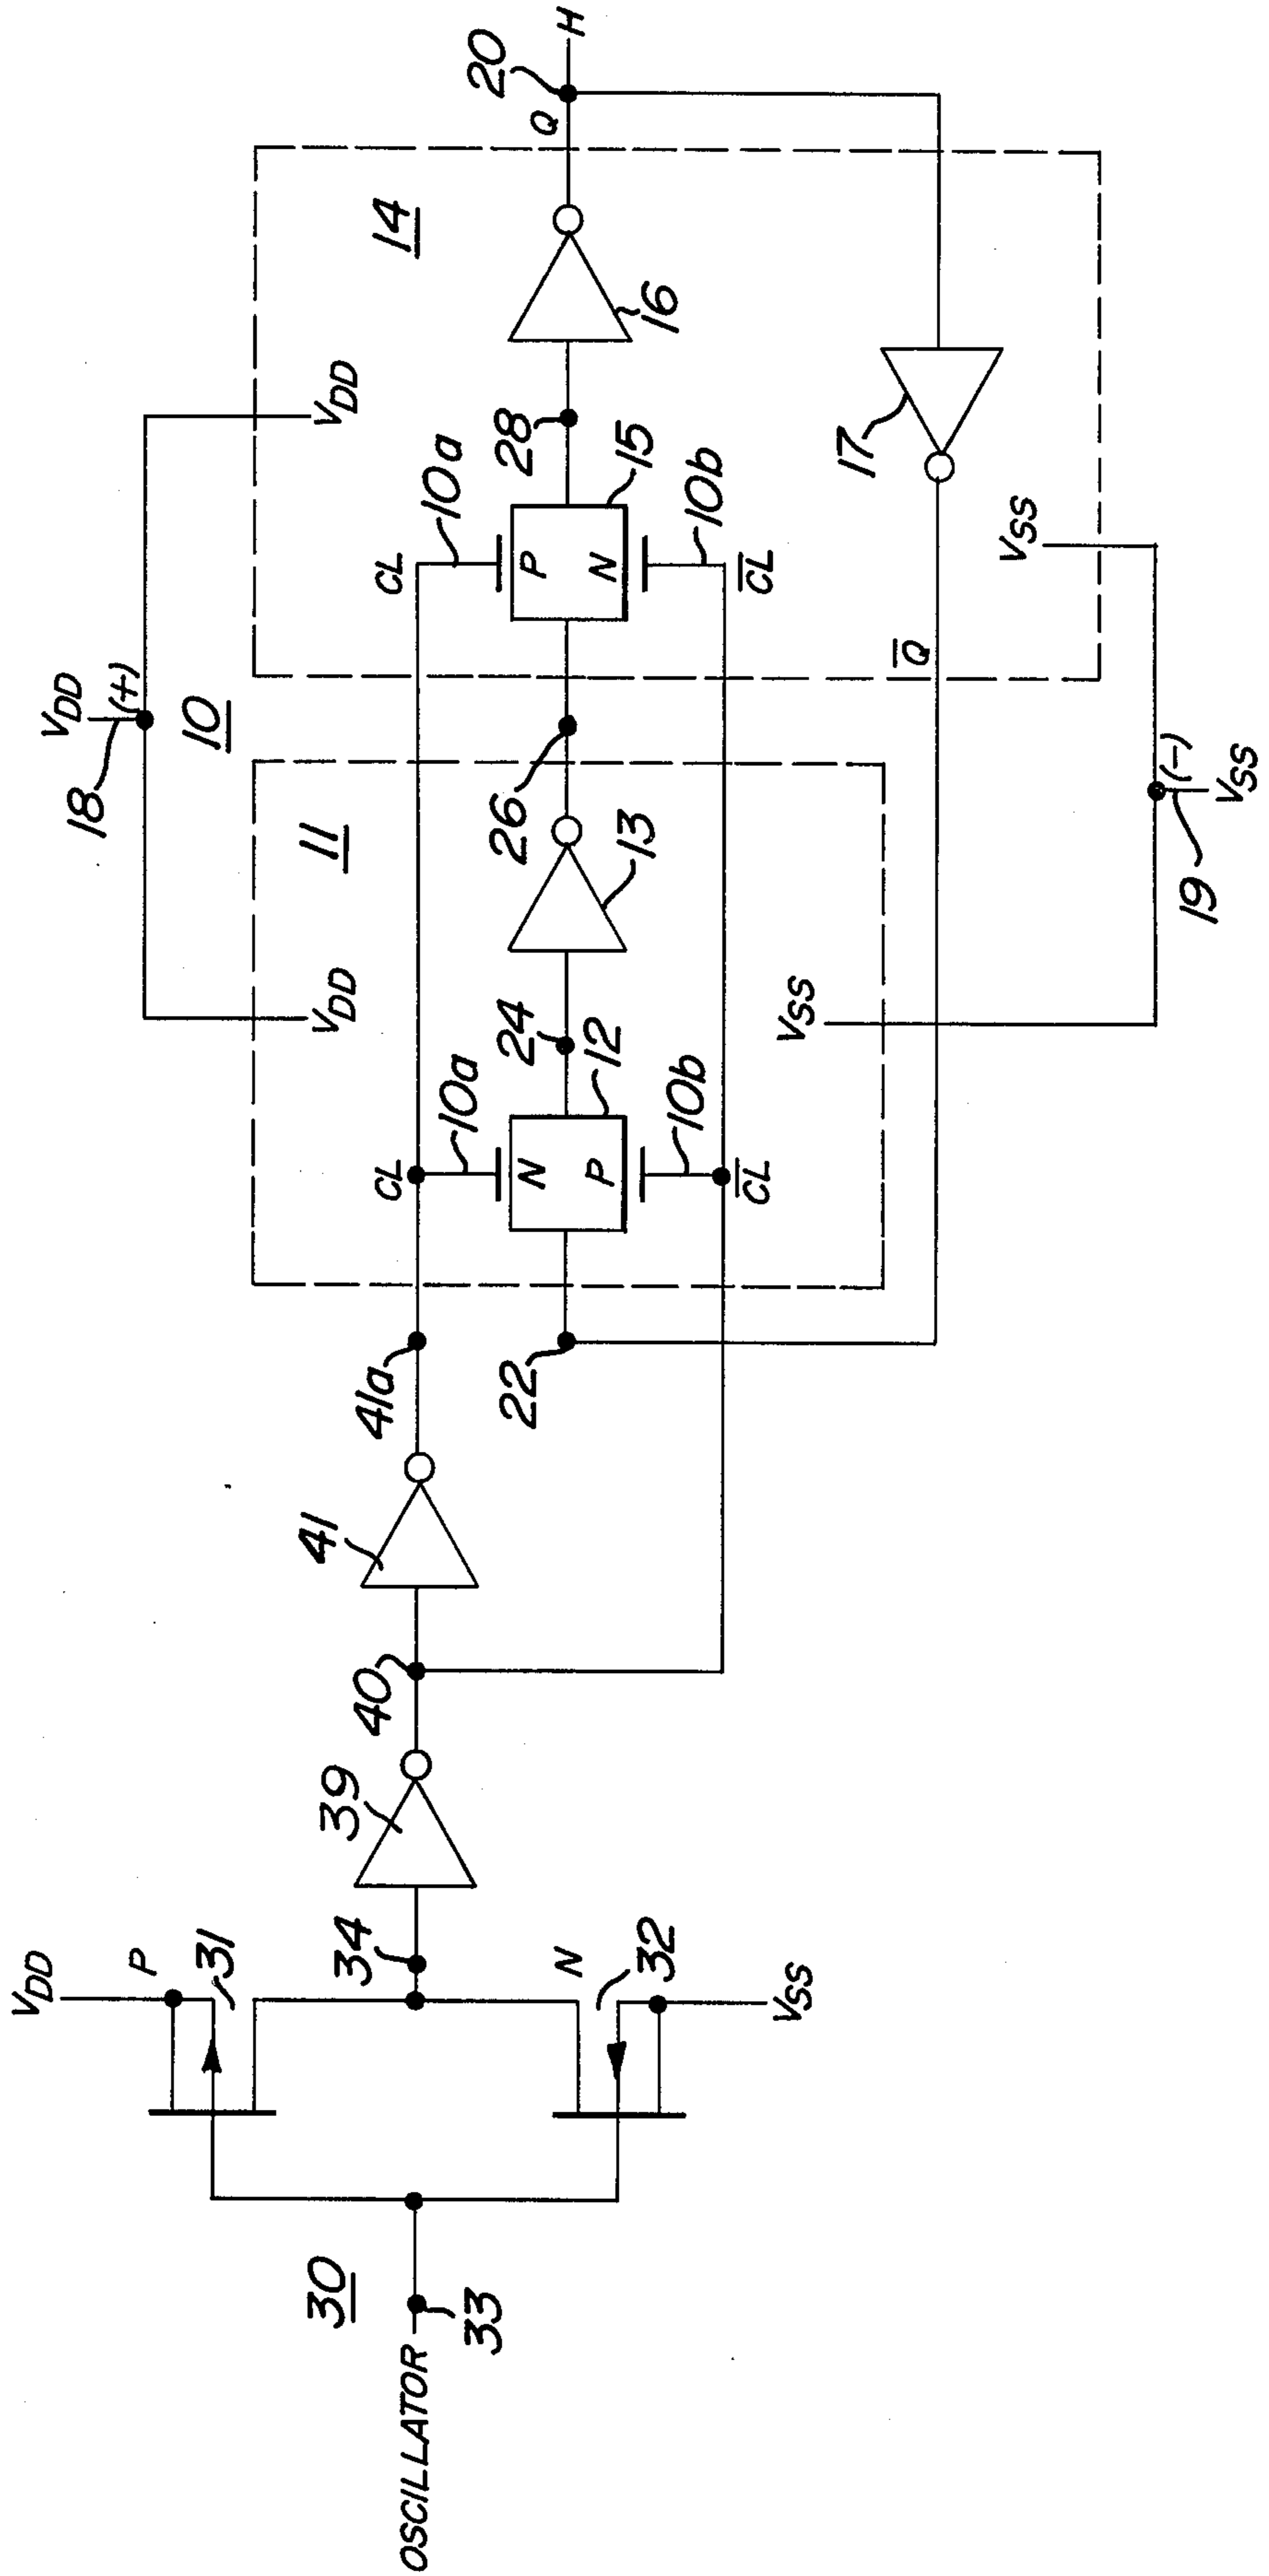 OSCILLATOR
33
30
VDD
P
31
34
N
32
VSS
39
40
41
41a
22
CL
10a
N
P
12
10b
CL
24
13
26
11
VDD
VSS
18
VDD
(+)
10
19
(-)
VSS
CL
10a
P
N
15
10b
CL
28
16
14
VDD
VSS
17
Q
Q
20
H